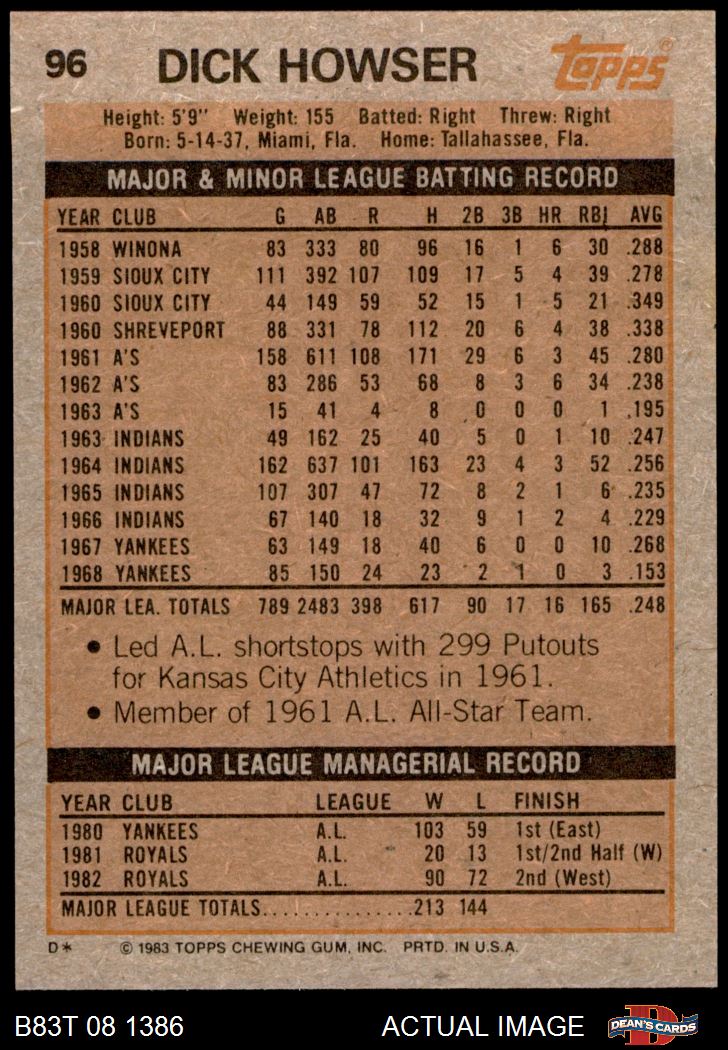 96 DICK HOWSER Topps®
Height: 5'9" Weight: 155 Batted: Right Threw: Right
Born: 5-14-37, Miami, Fla. Home: Tallahassee, Fla.
MAJOR & MINOR LEAGUE BATTING RECORD
YEAR CLUB G AB R H 2B 3B HR RBI AVG
1958 WINONA 83 333 80 96 16 1 6 30 .288
1959 SIOUX CITY 111 392 107 109 17 5 4 39 .278
1960 SIOUX CITY 44 149 59 52 15 1 5 21 .349
1960 SHREVEPORT 88 331 78 112 20 6 4 38 .338
1961 A'S 158 611 108 171 29 6 3 45 .280
1962 A'S 83 286 53 68 8 3 6 34 .238
1963 A'S 15 41 4 8 0 0 0 1 .195
1963 INDIANS 49 162 25 40 5 0 1 10 .247
1964 INDIANS 162 637 101 163 23 4 3 52 .256
1965 INDIANS 107 307 47 72 8 2 1 6 .235
1966 INDIANS 67 140 18 32 9 1 2 4 .229
1967 YANKEES 63 149 18 40 6 0 0 10 .268
1968 YANKEES 85 150 24 23 2 1 0 3 .153
MAJOR LEA. TOTALS 789 2483 398 617 90 17 16 165 .248
• Led A.L. shortstops with 299 Putouts
for Kansas City Athletics in 1961.
• Member of 1961 A.L. All-Star Team.
MAJOR LEAGUE MANAGERIAL RECORD
YEAR CLUB LEAGUE W L FINISH
1980 YANKEES A.L. 103 59 1st (East)
1981 ROYALS A.L. 20 13 1st/2nd Half (W)
1982 ROYALS A.L. 90 72 2nd (West)
MAJOR LEAGUE TOTALS...............213 144
D* © 1983 TOPPS CHEWING GUM, INC. PRTD. IN U.S.A.
B83T 08 1386 ACTUAL IMAGE D DEAN'S CARDS